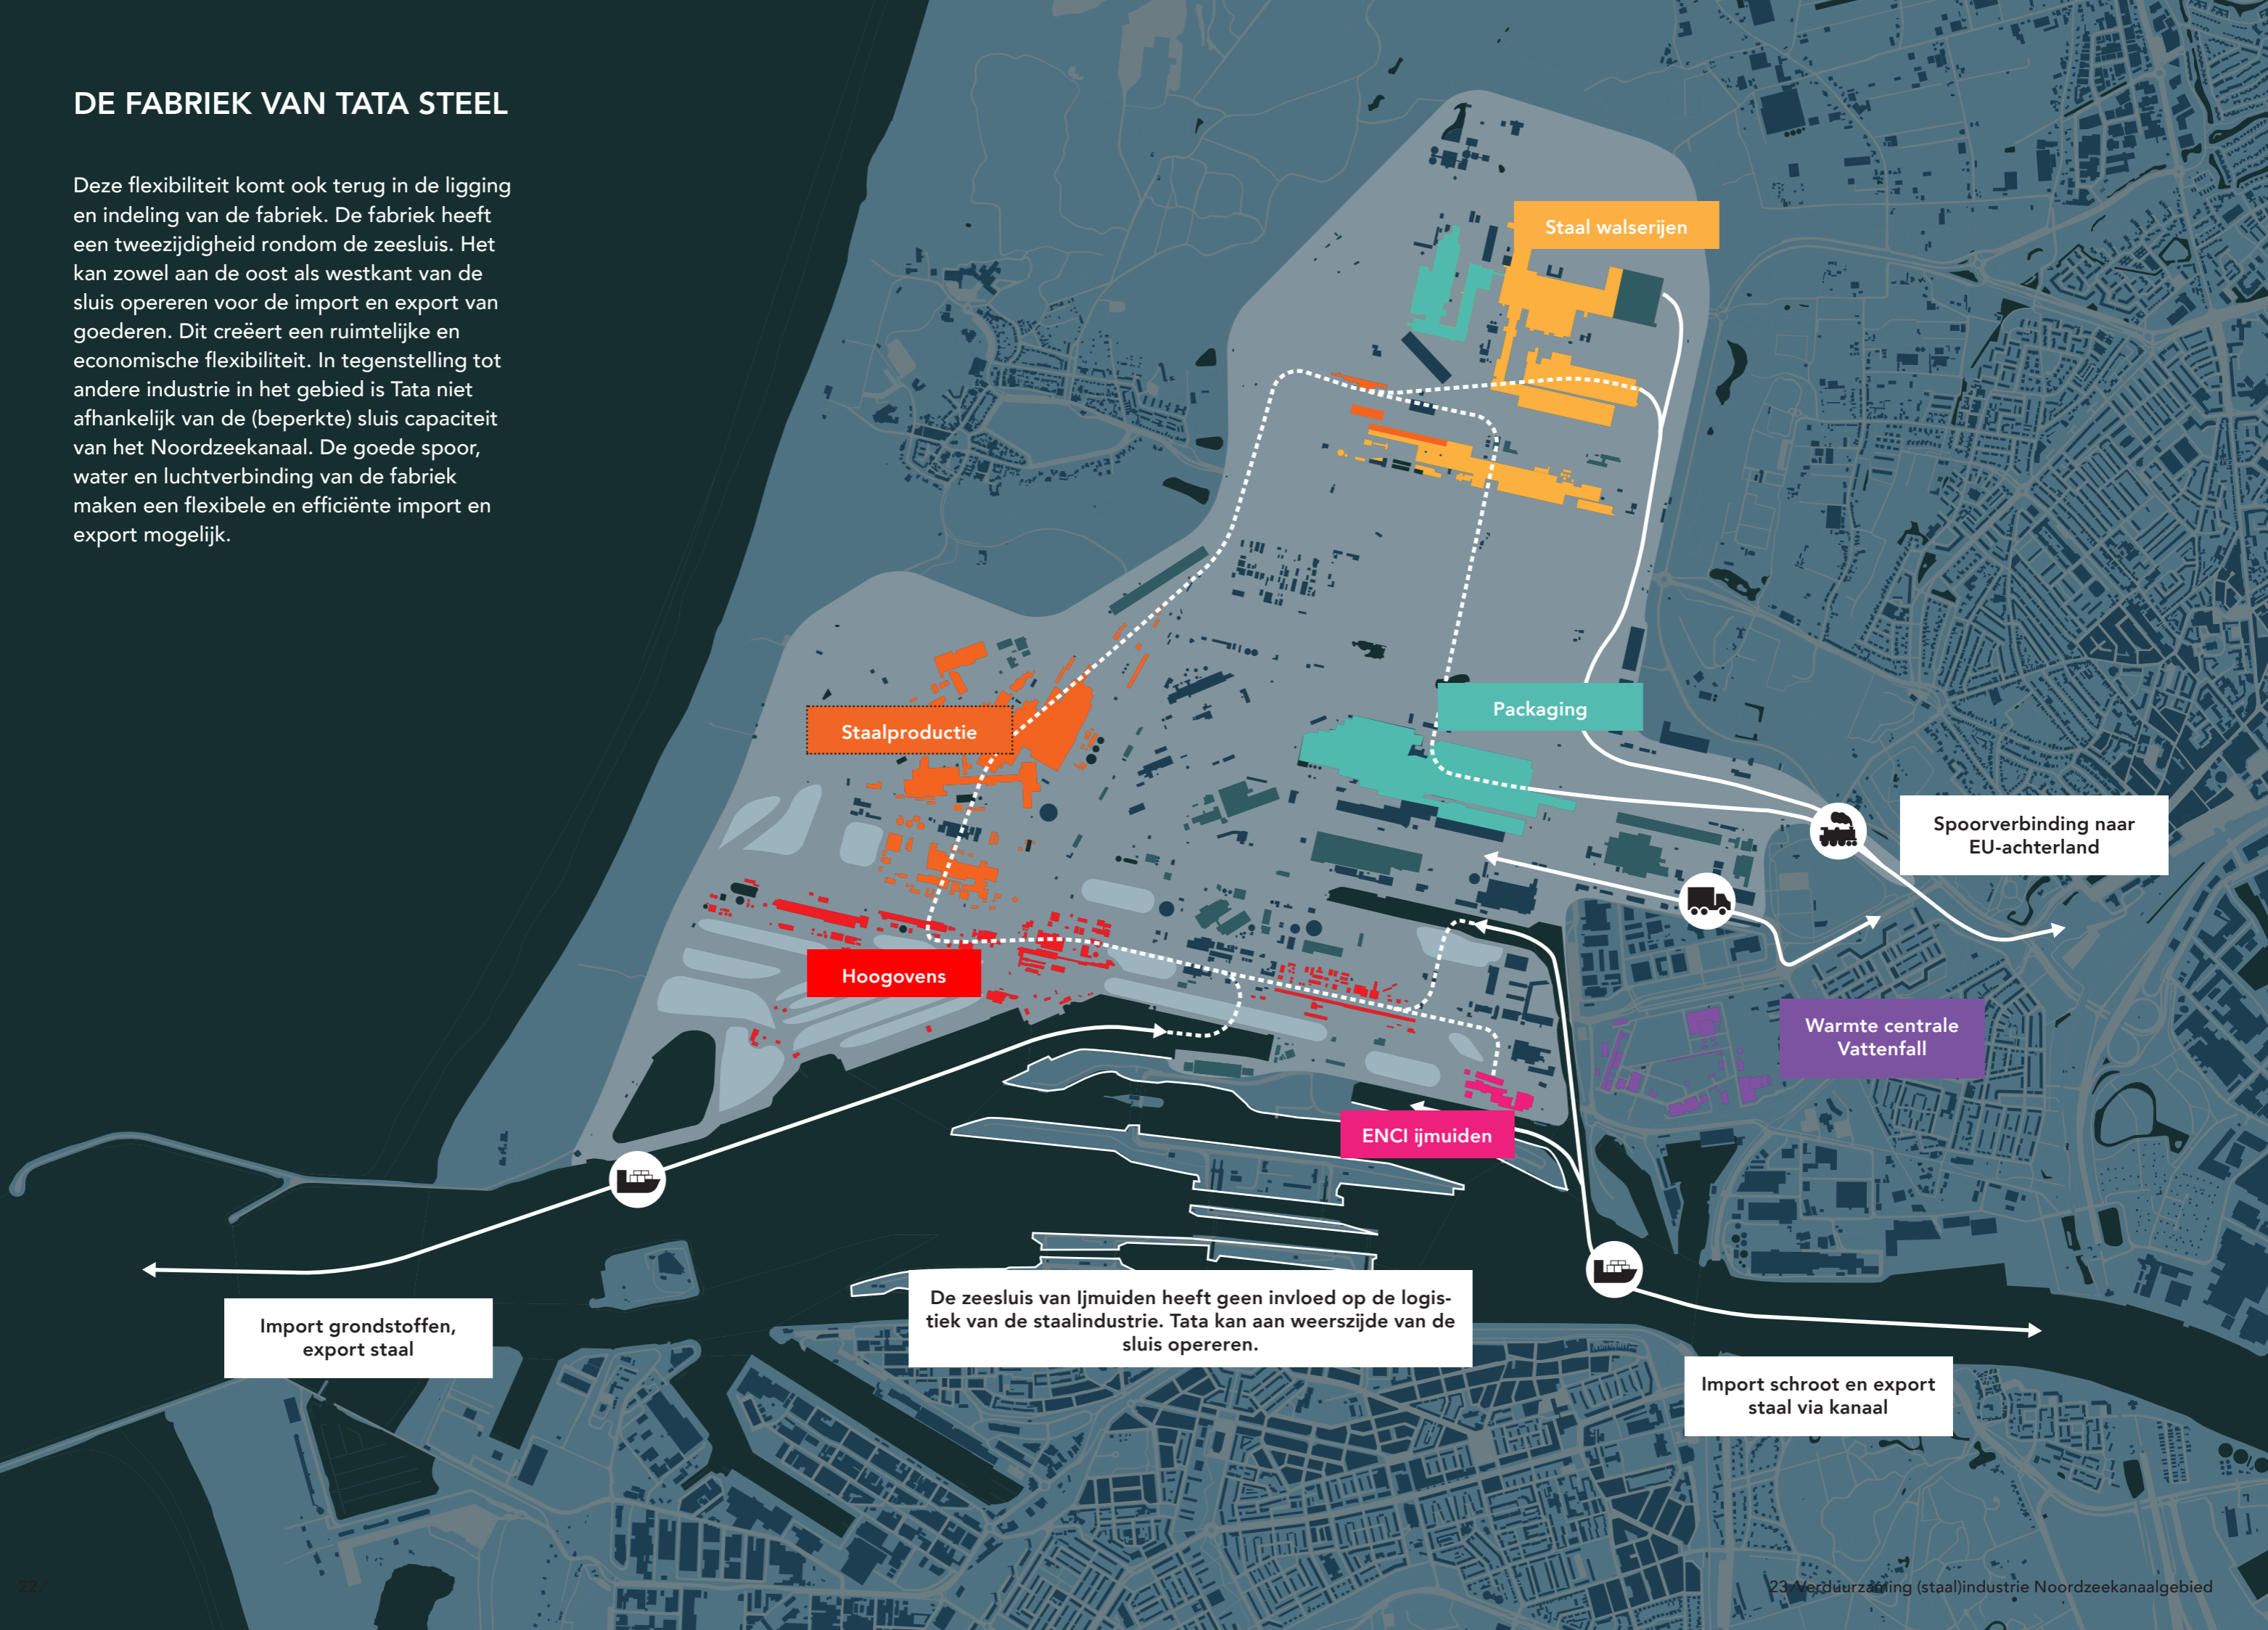 DE FABRIEK VAN TATA STEEL
Deze flexibiliteit komt ook terug in de ligging
en indeling van de fabriek. De fabriek heeft
een tweezijdigheid rondom de zeesluis. Het
kan zowel aan de oost als westkant van de
sluis opereren voor de import en export van
goederen. Dit creëert een ruimtelijke en
economische flexibiliteit. In tegenstelling tot
andere industrie in het gebied is Tata niet
afhankelijk van de (beperkte) sluis capaciteit
van het Noordzeekanaal. De goede spoor,
water en luchtverbinding van de fabriek
maken een flexibele en efficiënte import en
export mogelijk.
Staal walserijen
Packaging
Staalproductie
Spoorverbinding naar
EU-achterland
Hoogovens
Warmte centrale
Vattenfall
ENCI ijmuiden
De zeesluis van Ijmuiden heeft geen invloed op de logis-
tiek van de staalindustrie. Tata kan aan weerszijde van de
sluis opereren.
Import grondstoffen,
export staal
Import schroot en export
staal via kanaal
22/
23/Verduurzaming (staal)industrie Noordzeekanaalgebied